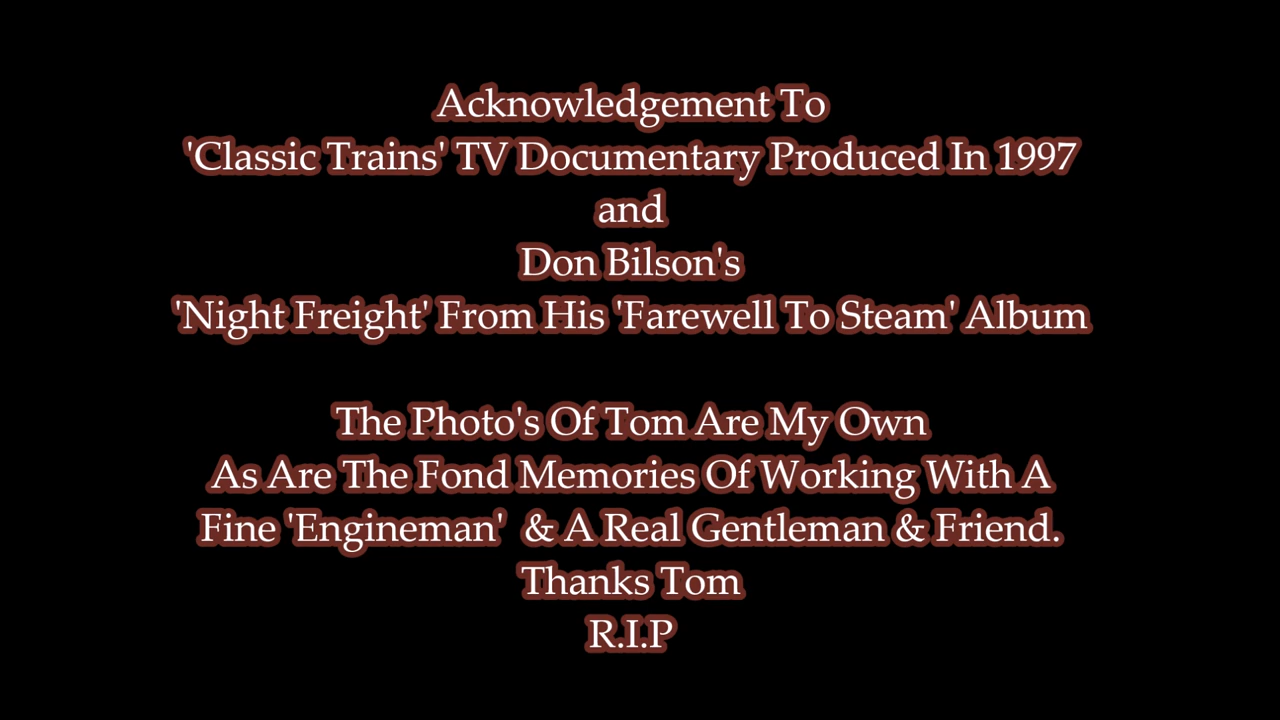 Acknowledgement To
'Classic Trains' TV Documentary Produced In 1997
and
Don Bilson's
'Night Freight' From His 'Farewell To Steam' Album
The Photo's Of Tom Are My Own
As Are The Fond Memories Of Working With A
Fine 'Engineman'  & A Real Gentleman & Friend.
Thanks Tom
R.I.P